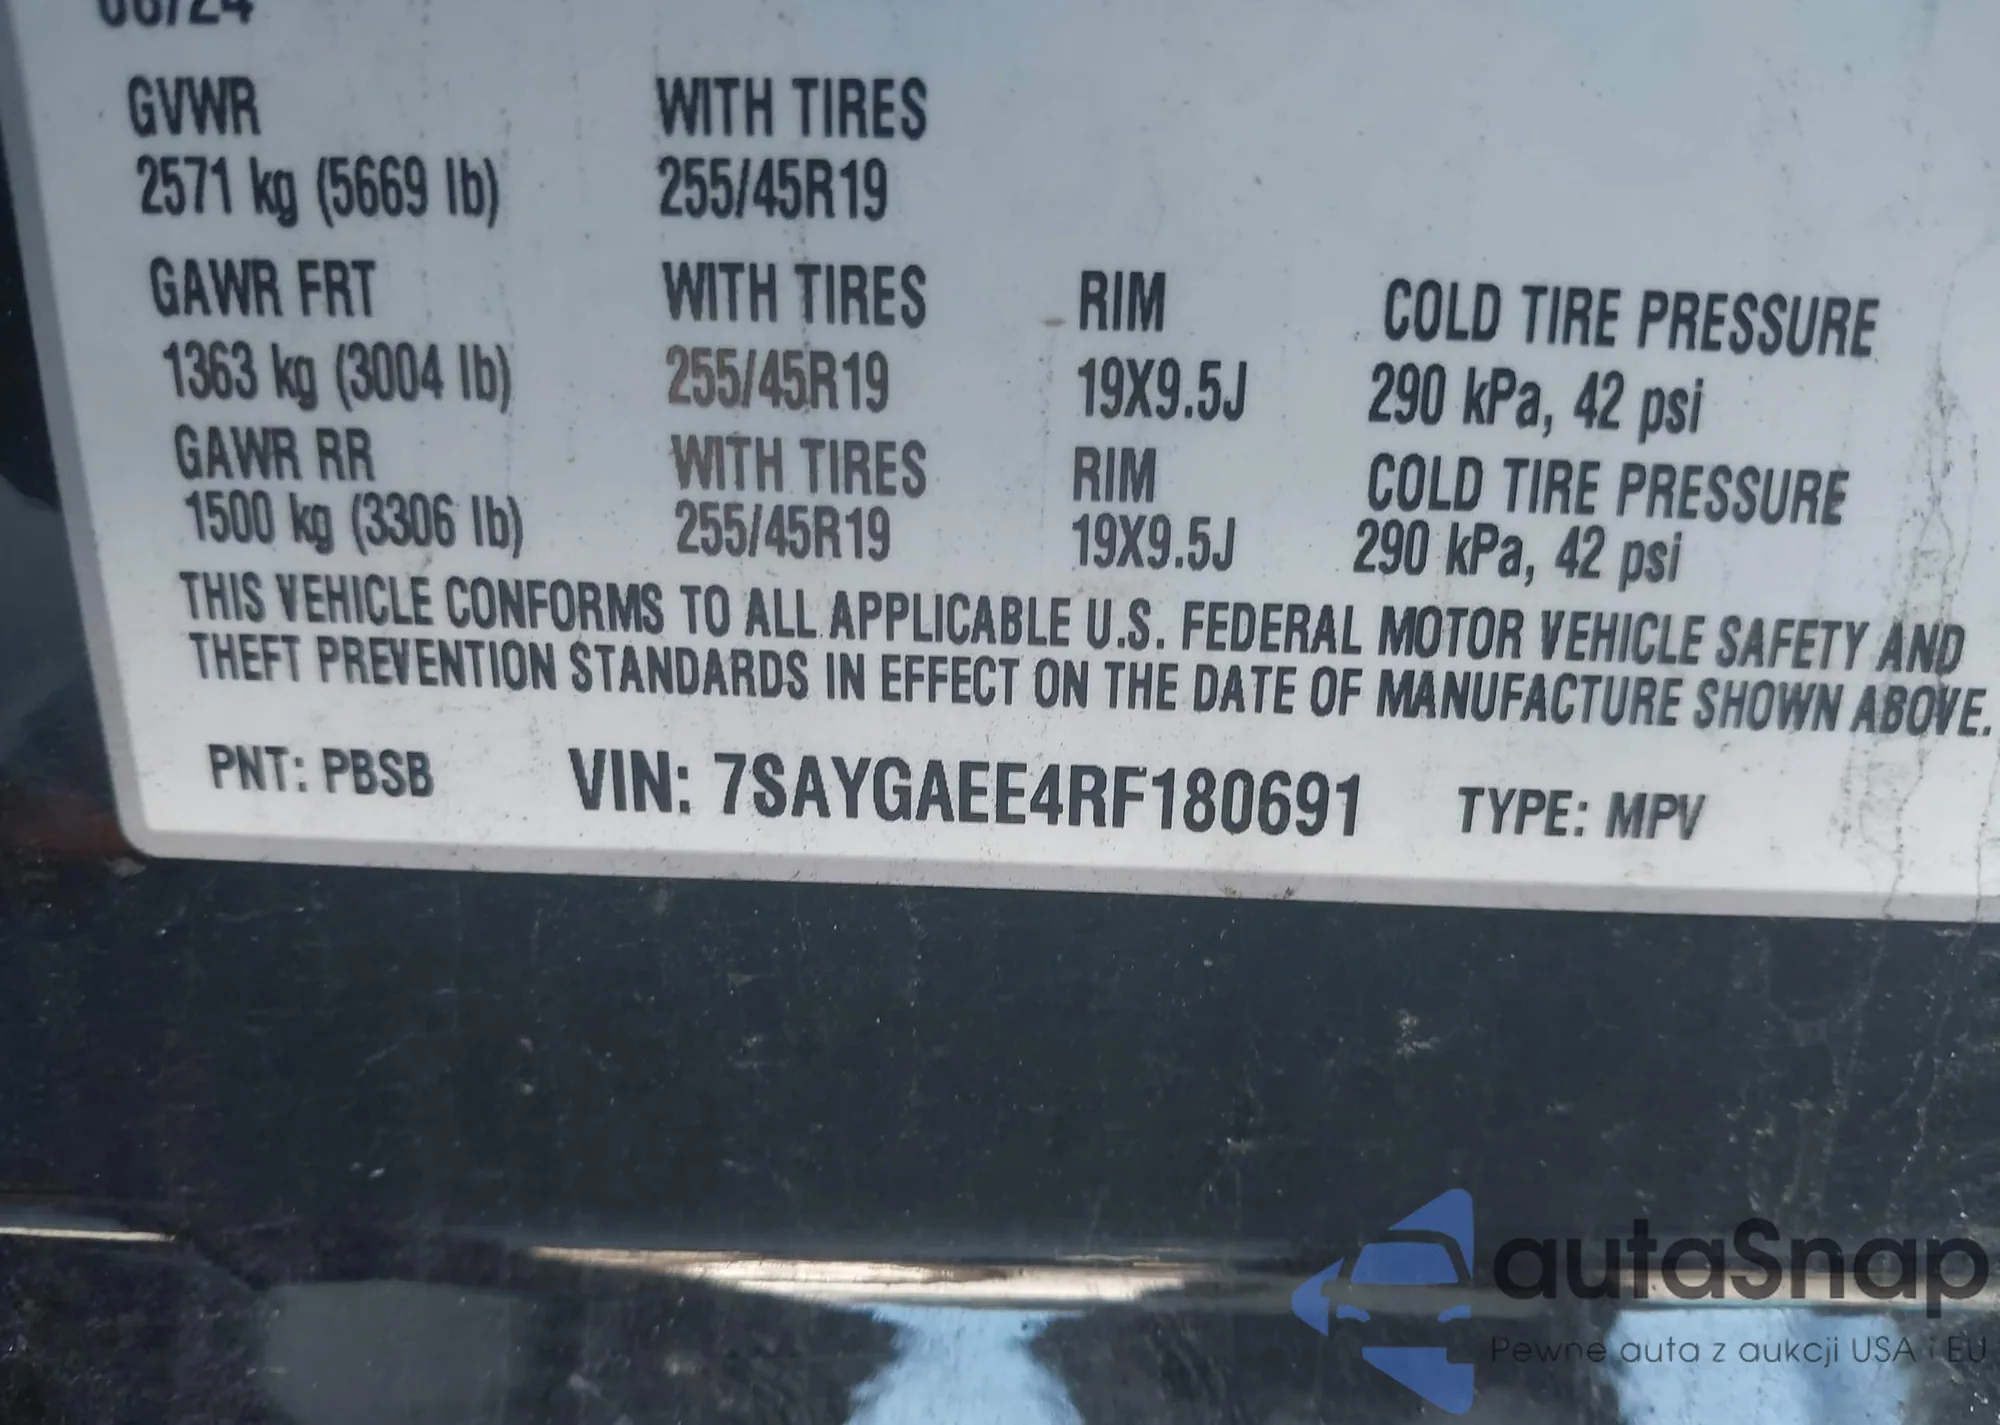 GVWR WITH TIRES
2571 kg (5669 lb) 255/45R19
GAWR FRT WITH TIRES RIM COLD TIRE PRESSURE
1363 kg (3004 lb) 255/45R19 19X9.5J 290 kPa, 42 psi
GAWR RR WITH TIRES RIM COLD TIRE PRESSURE
1500 kg (3306 lb) 255/45R19 19X9.5J 290 kPa, 42 psi
THIS VEHICLE CONFORMS TO ALL APPLICABLE U.S. FEDERAL MOTOR VEHICLE SAFETY AND
THEFT PREVENTION STANDARDS IN EFFECT ON THE DATE OF MANUFACTURE SHOWN ABOVE.
PNT: PBSB VIN: 7SAYGAEE4RF180691 TYPE: MPV
autaSnap
Pewne auta z aukcji USA i EU